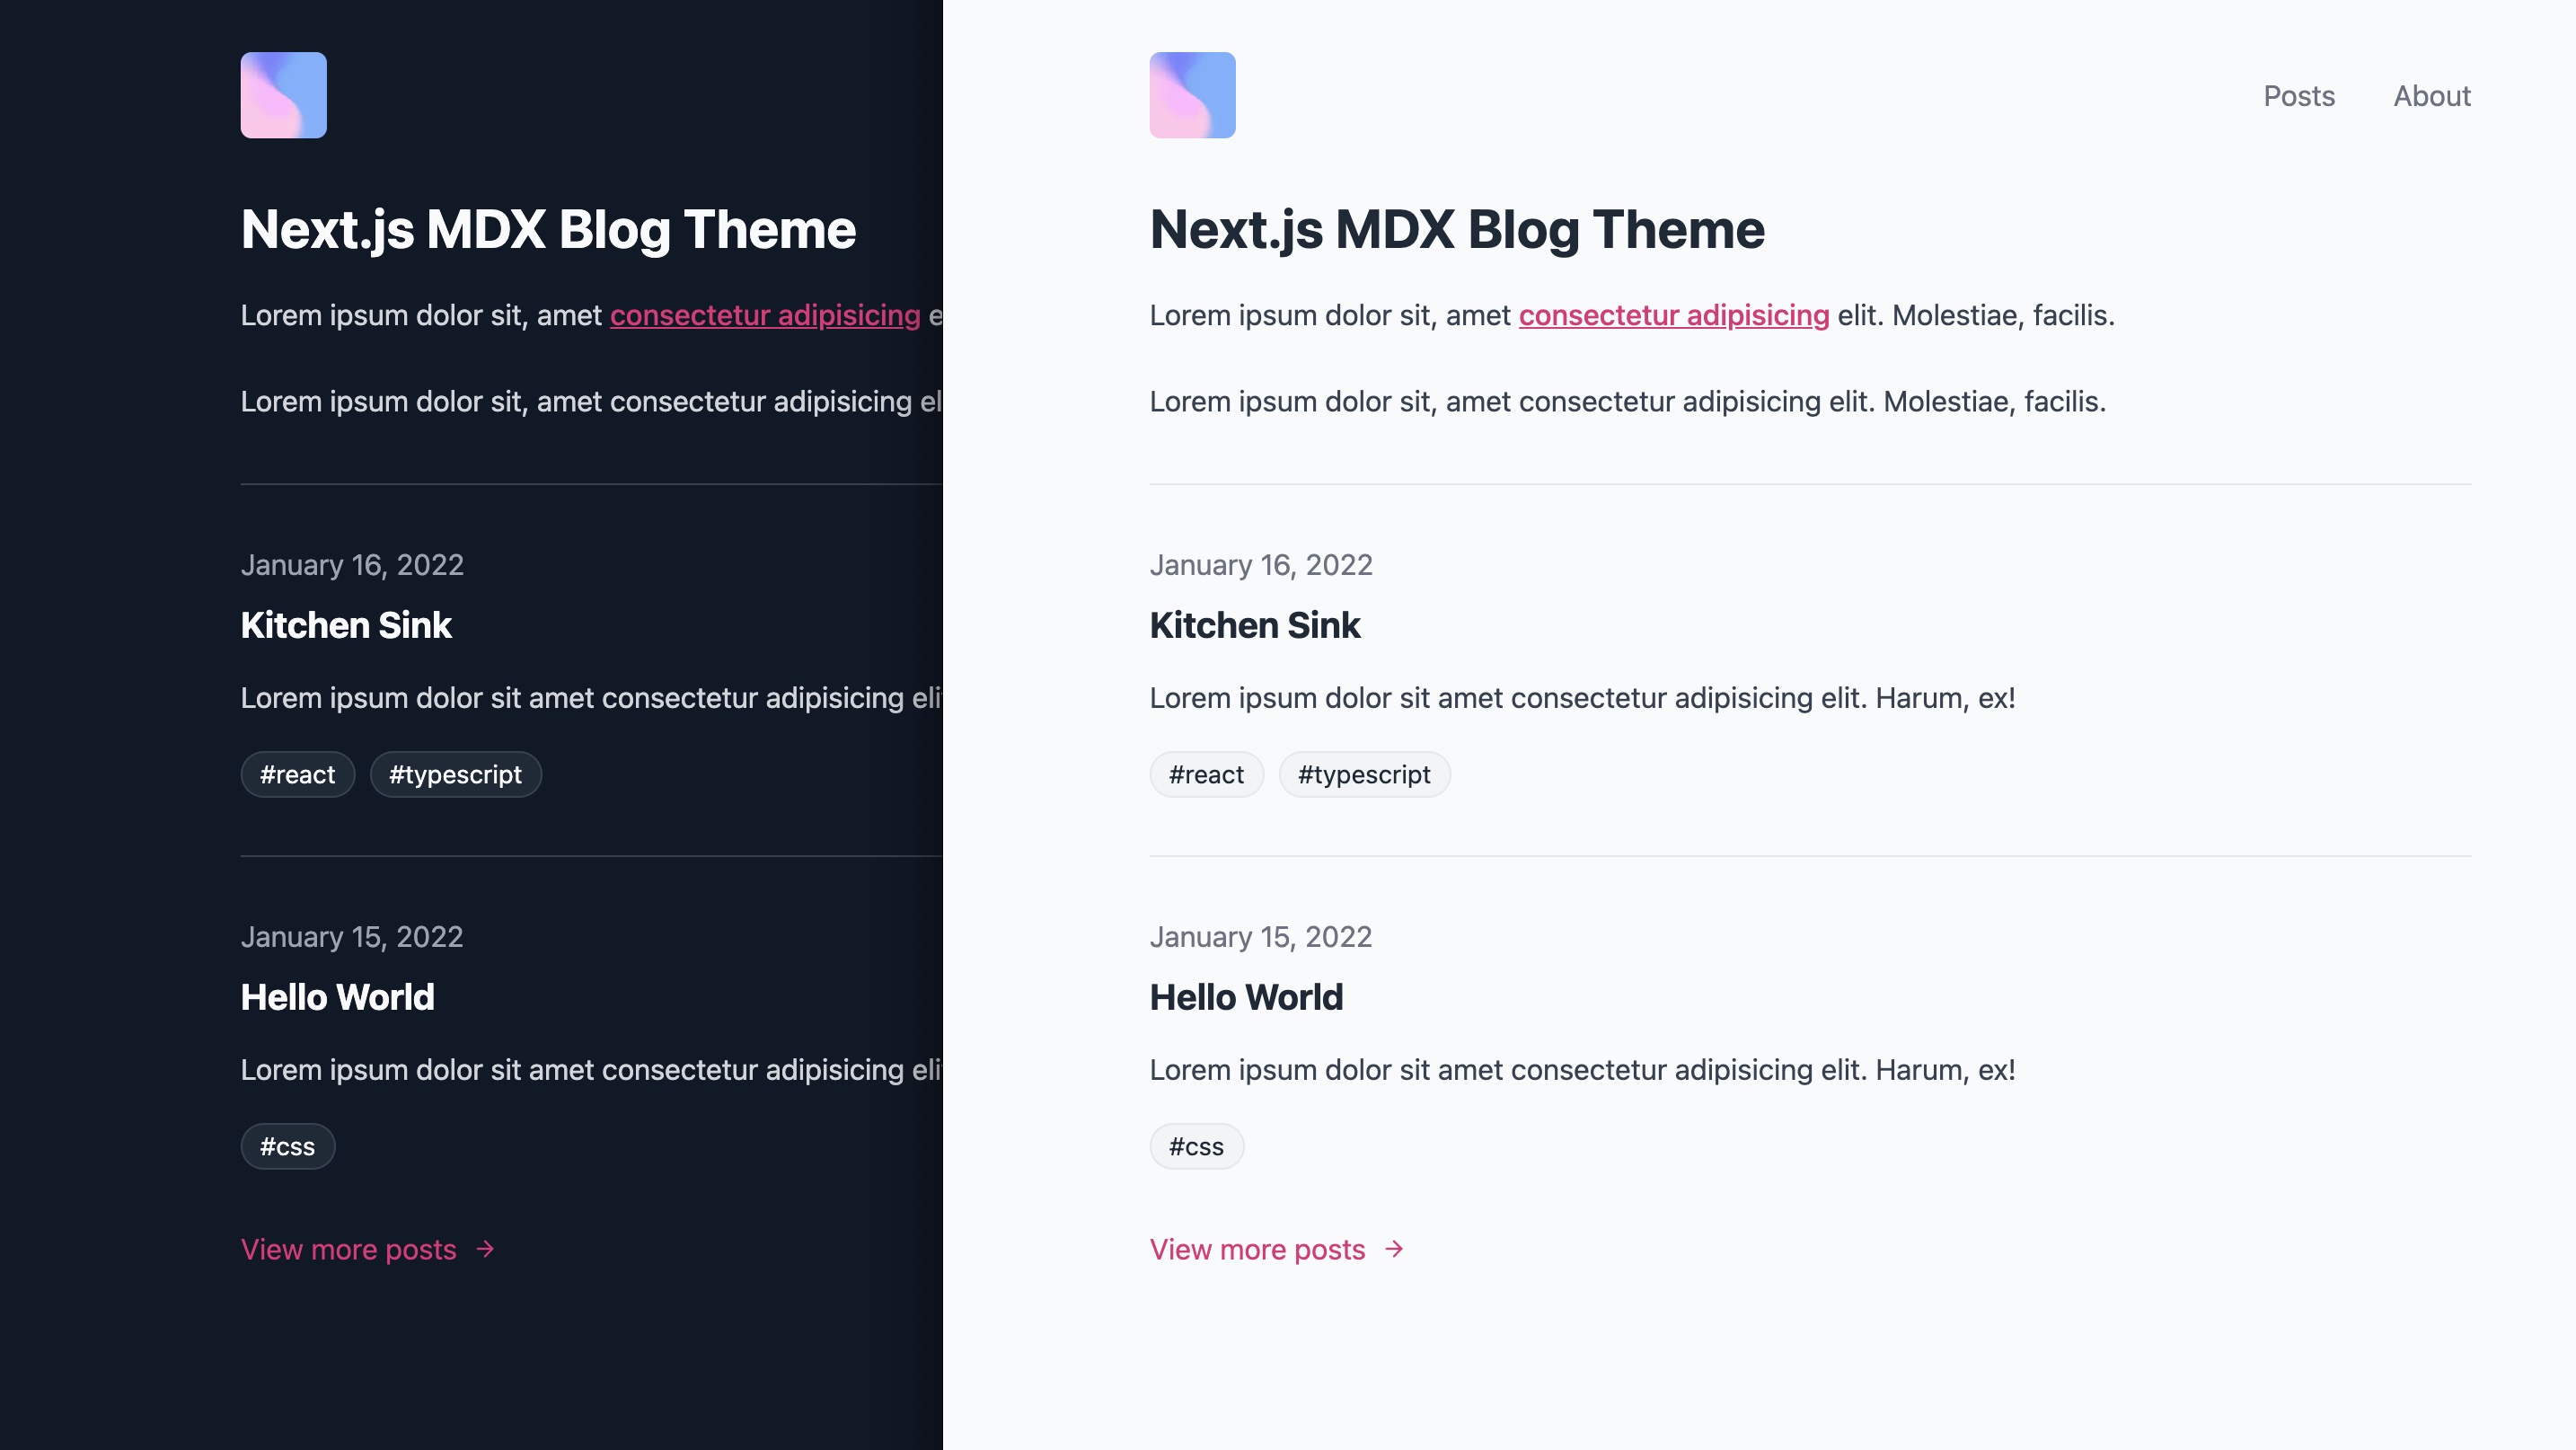 Next.js MDX Blog Theme
Lorem ipsum dolor sit, amet consectetur adipisicing e
Lorem ipsum dolor sit, amet consectetur adipisicing el
January 16, 2022
Kitchen Sink
Lorem ipsum dolor sit amet consectetur adipisicing eli
#react #typescript
January 15, 2022
Hello World
Lorem ipsum dolor sit amet consectetur adipisicing eli
#css
View more posts →
Posts About
Next.js MDX Blog Theme
Lorem ipsum dolor sit, amet consectetur adipisicing elit. Molestiae, facilis.
Lorem ipsum dolor sit, amet consectetur adipisicing elit. Molestiae, facilis.
January 16, 2022
Kitchen Sink
Lorem ipsum dolor sit amet consectetur adipisicing elit. Harum, ex!
#react #typescript
January 15, 2022
Hello World
Lorem ipsum dolor sit amet consectetur adipisicing elit. Harum, ex!
#css
View more posts →